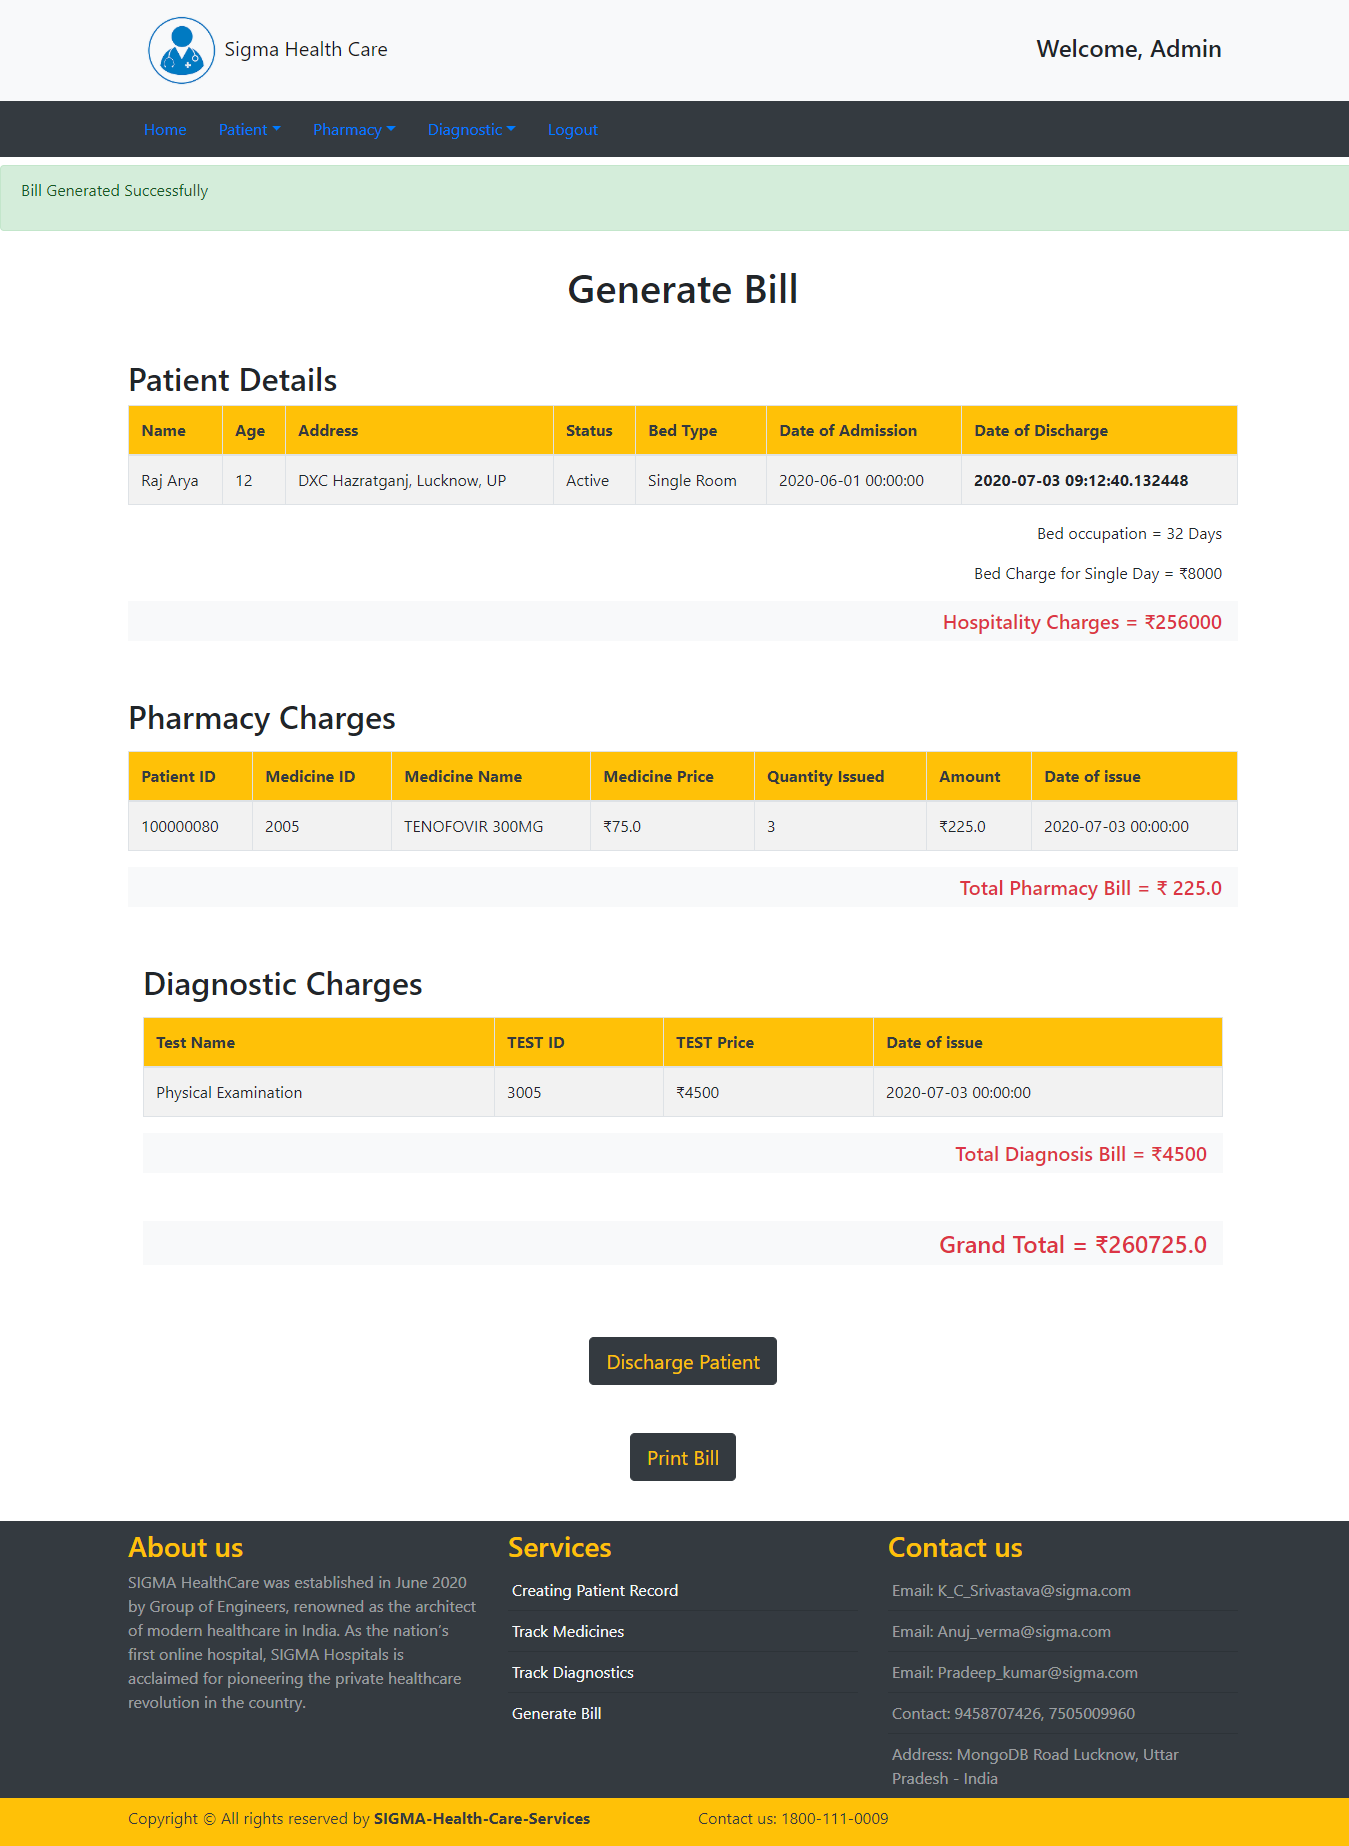 Sigma Health Care
Welcome, Admin
Home Patient Pharmacy Diagnostic Logout
Bill Generated Successfully
Generate Bill
Patient Details
Name Age Address Status Bed Type Date of Admission Date of Discharge
Raj Arya 12 DXC Hazratganj, Lucknow, UP Active Single Room 2020-06-01 00:00:00 2020-07-03 09:12:40.132448
Bed occupation = 32 Days
Bed Charge for Single Day = ₹8000
Hospitality Charges = ₹256000
Pharmacy Charges
Patient ID Medicine ID Medicine Name Medicine Price Quantity Issued Amount Date of issue
100000080 2005 TENOFOVIR 300MG ₹75.0 3 ₹225.0 2020-07-03 00:00:00
Total Pharmacy Bill = ₹ 225.0
Diagnostic Charges
Test Name TEST ID TEST Price Date of issue
Physical Examination 3005 ₹4500 2020-07-03 00:00:00
Total Diagnosis Bill = ₹4500
Grand Total = ₹260725.0
Discharge Patient
Print Bill
About us
SIGMA HealthCare was established in June 2020
by Group of Engineers, renowned as the architect
of modern healthcare in India. As the nation's
first online hospital, SIGMA Hospitals is
acclaimed for pioneering the private healthcare
revolution in the country.
Services
Creating Patient Record
Track Medicines
Track Diagnostics
Generate Bill
Contact us
Email: K_C_Srivastava@sigma.com
Email: Anuj_verma@sigma.com
Email: Pradeep_kumar@sigma.com
Contact: 9458707426, 7505009960
Address: MongoDB Road Lucknow, Uttar
Pradesh - India
Copyright © All rights reserved by SIGMA-Health-Care-Services
Contact us: 1800-111-0009